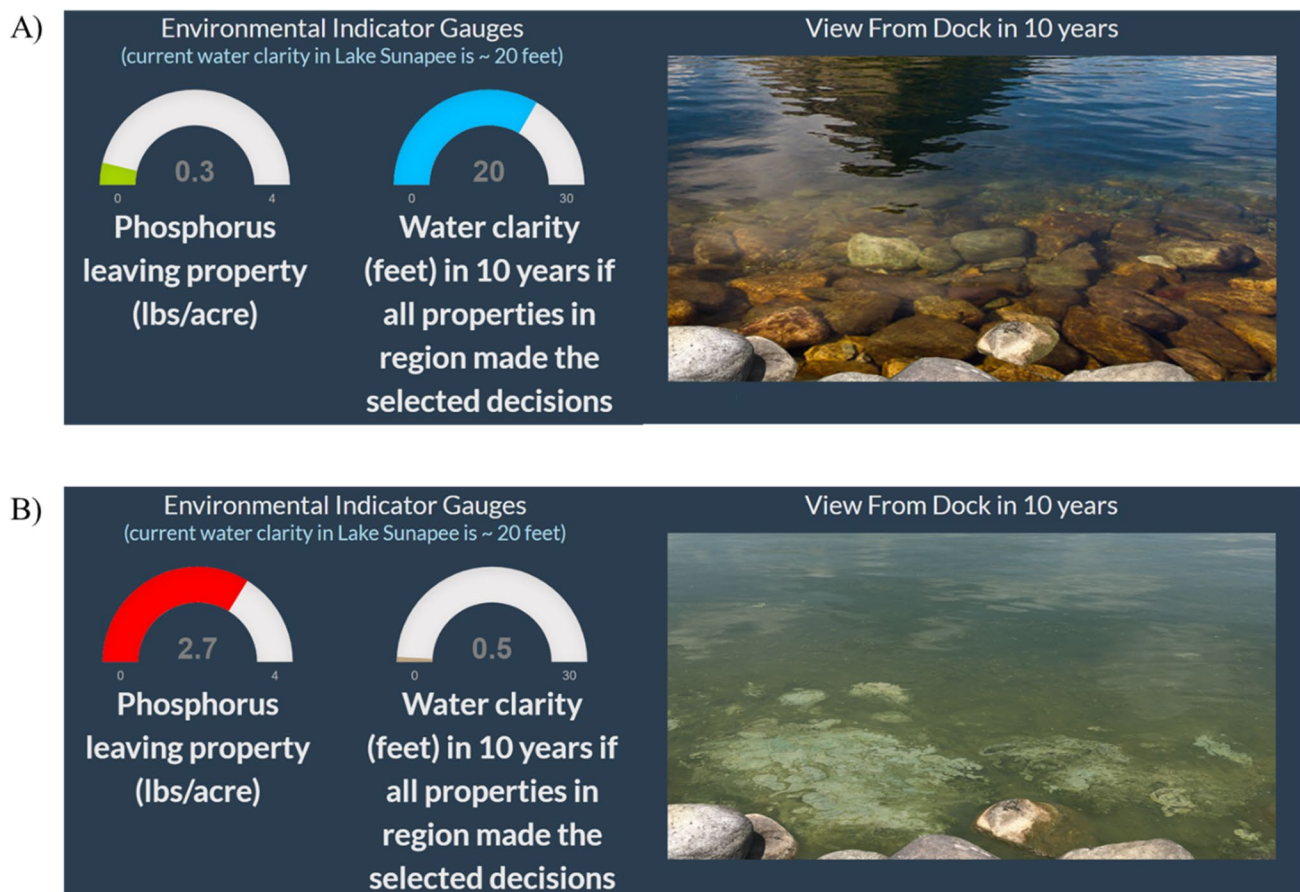 A)
Environmental Indicator Gauges
(current water clarity in Lake Sunapee is ~ 20 feet)
0.3
0 4
Phosphorus
leaving property
(lbs/acre)
20
0 30
Water clarity
(feet) in 10 years if
all properties in
region made the
selected decisions
View From Dock in 10 years
B)
Environmental Indicator Gauges
(current water clarity in Lake Sunapee is ~ 20 feet)
2.7
0 4
Phosphorus
leaving property
(lbs/acre)
0.5
0 30
Water clarity
(feet) in 10 years if
all properties in
region made the
selected decisions
View From Dock in 10 years